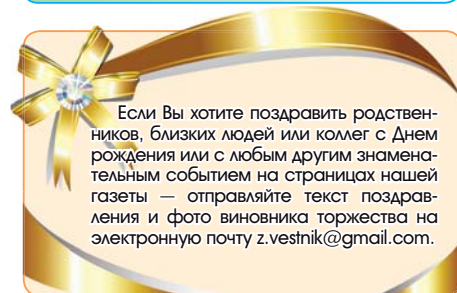 Если Вы хотите поздравить родствен-
ников, близких людей или коллег с Днем
рождения или с любым другим знамена-
тельным событием на страницах нашей
газеты — отправляйте текст поздрав-
ления и фото виновника торжества на
электронную почту z.vestnik@gmail.com.